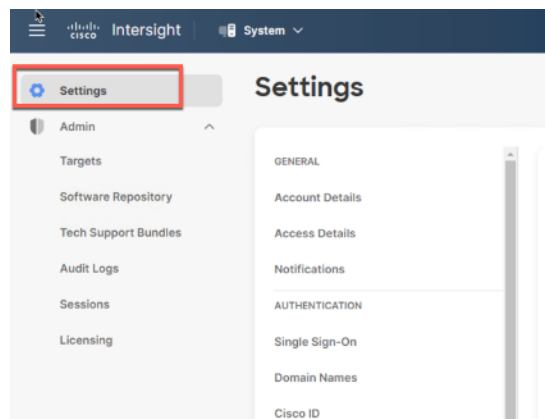 cisco Intersight System
Settings
Admin
Targets
Software Repository
Tech Support Bundles
Audit Logs
Sessions
Licensing
Settings
GENERAL
Account Details
Access Details
Notifications
AUTHENTICATION
Single Sign-On
Domain Names
Cisco ID